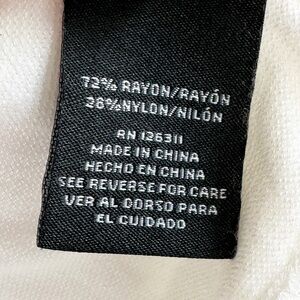 72% RAYON/RAYÓN
28%NYLON/NILÓN
RN 126311
MADE IN CHINA
HECHO EN CHINA
SEE REVERSE FOR CARE
VER AL DORSO PARA
EL CUIDADO